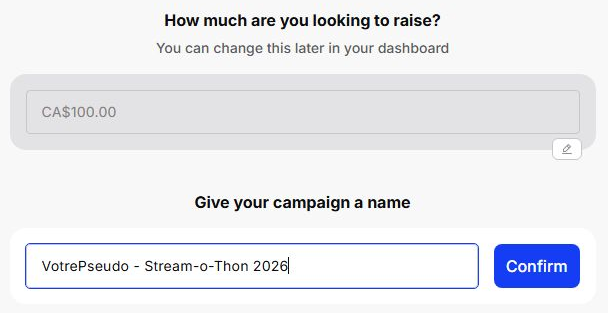 How much are you looking to raise?
You can change this later in your dashboard
CA$100.00
Give your campaign a name
VotrePseudo - Stream-o-Thon 2026
Confirm